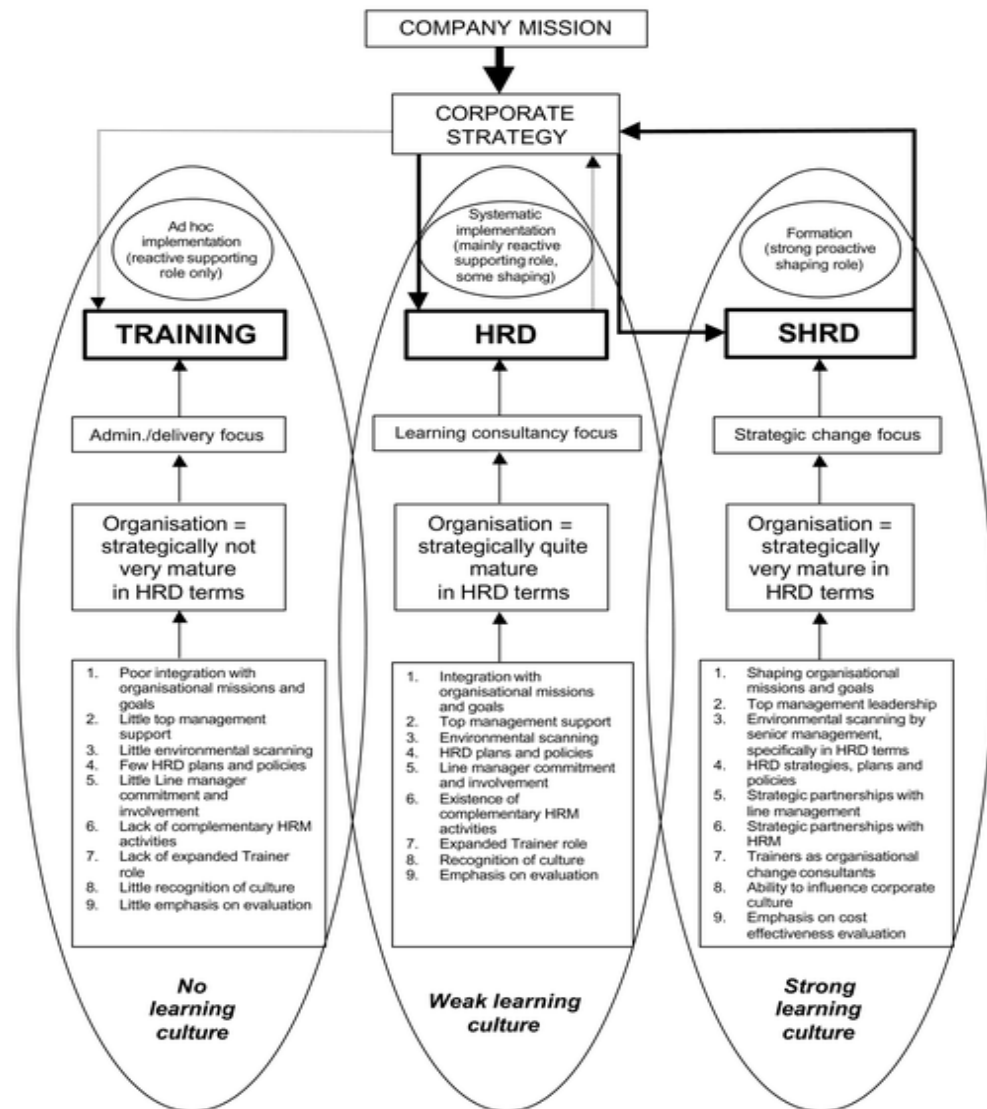 COMPANY MISSION
CORPORATE
STRATEGY
Ad hoc
implementation
(reactive supporting
role only)
Systematic
implementation
(mainly reactive
supporting role,
some shaping)
Formation
(strong proactive
shaping role)
TRAINING
HRD
SHRD
Admin./delivery focus
Learning consultancy focus
Strategic change focus
Organisation =
strategically not
very mature
in HRD terms
Organisation =
strategically quite
mature
in HRD terms
Organisation =
strategically
very mature in
HRD terms
1. Poor integration with
organisational missions and
goals
2. Little top management
support
3. Little environmental scanning
4. Few HRD plans and policies
5. Little Line manager
commitment and
involvement
6. Lack of complementary HRM
activities
7. Lack of expanded Trainer
role
8. Little recognition of culture
9. Little emphasis on evaluation
1. Integration with
organisational missions
and goals
2. Top management support
3. Environmental scanning
4. HRD plans and policies
5. Line manager commitment
and involvement
6. Existence of
complementary HRM
activities
7. Expanded Trainer role
8. Recognition of culture
9. Emphasis on evaluation
1. Shaping organisational
missions and goals
2. Top management leadership
3. Environmental scanning by
senior management,
specifically in HRD terms
4. HRD strategies, plans and
policies
5. Strategic partnerships with
line management
6. Strategic partnerships with
HRM
7. Trainers as organisational
change consultants
8. Ability to influence corporate
culture
9. Emphasis on cost
effectiveness evaluation
No
learning
culture
Weak learning
culture
Strong
learning
culture